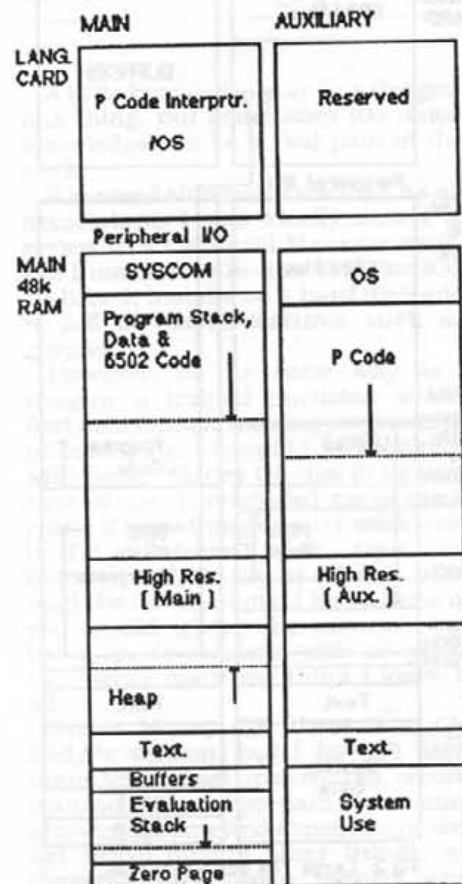 MAIN
AUXILIARY
LANG.
CARD
P Code Interprtr.
/OS
Reserved
Peripheral I/O
MAIN
48k
RAM
SYSCOM
OS
Program Stack,
Data &
6502 Code
P Code
High Res.
[ Main ]
High Res.
( Aux. )
Heap
Text.
Text.
Buffers
Evaluation
Stack
System
Use
Zero Page